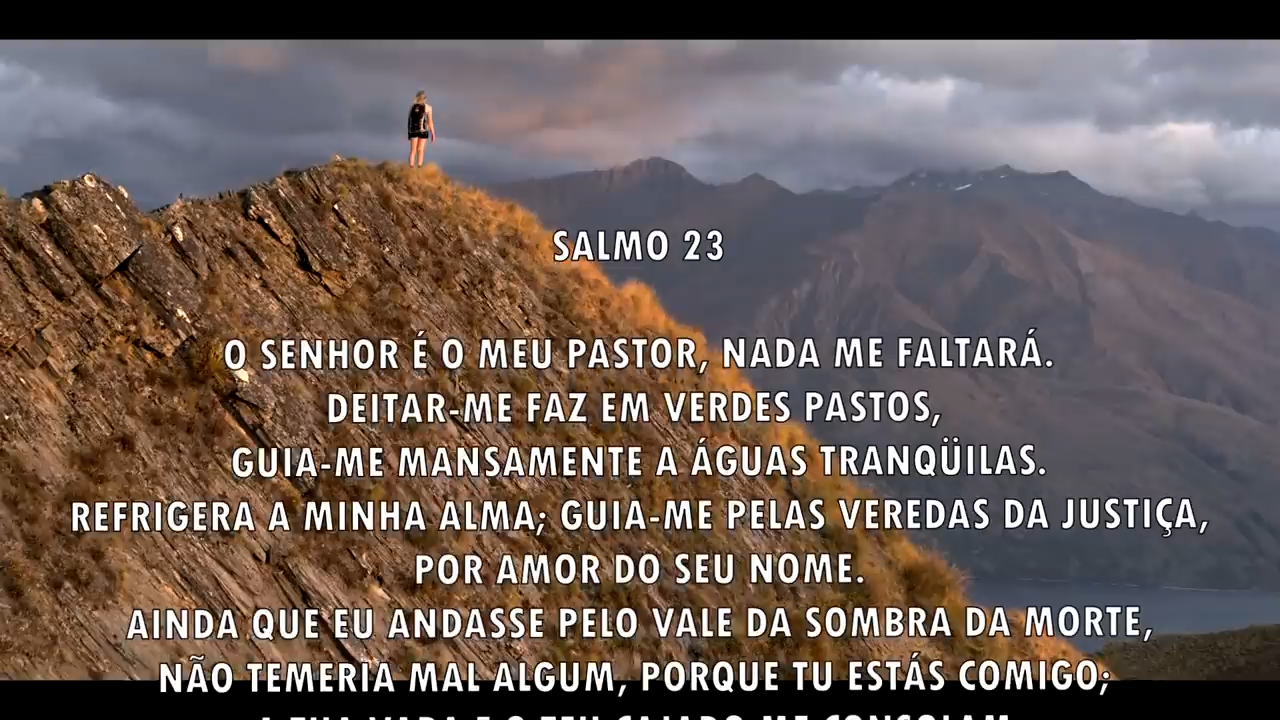 SALMO 23
O SENHOR É O MEU PASTOR, NADA ME FALTARÁ.
DEITAR-ME FAZ EM VERDES PASTOS,
GUIA-ME MANSAMENTE A ÁGUAS TRANQÜILAS.
REFRIGERA A MINHA ALMA; GUIA-ME PELAS VEREDAS DA JUSTIÇA,
POR AMOR DO SEU NOME.
AINDA QUE EU ANDASSE PELO VALE DA SOMBRA DA MORTE,
NÃO TEMERIA MAL ALGUM, PORQUE TU ESTÁS COMIGO;